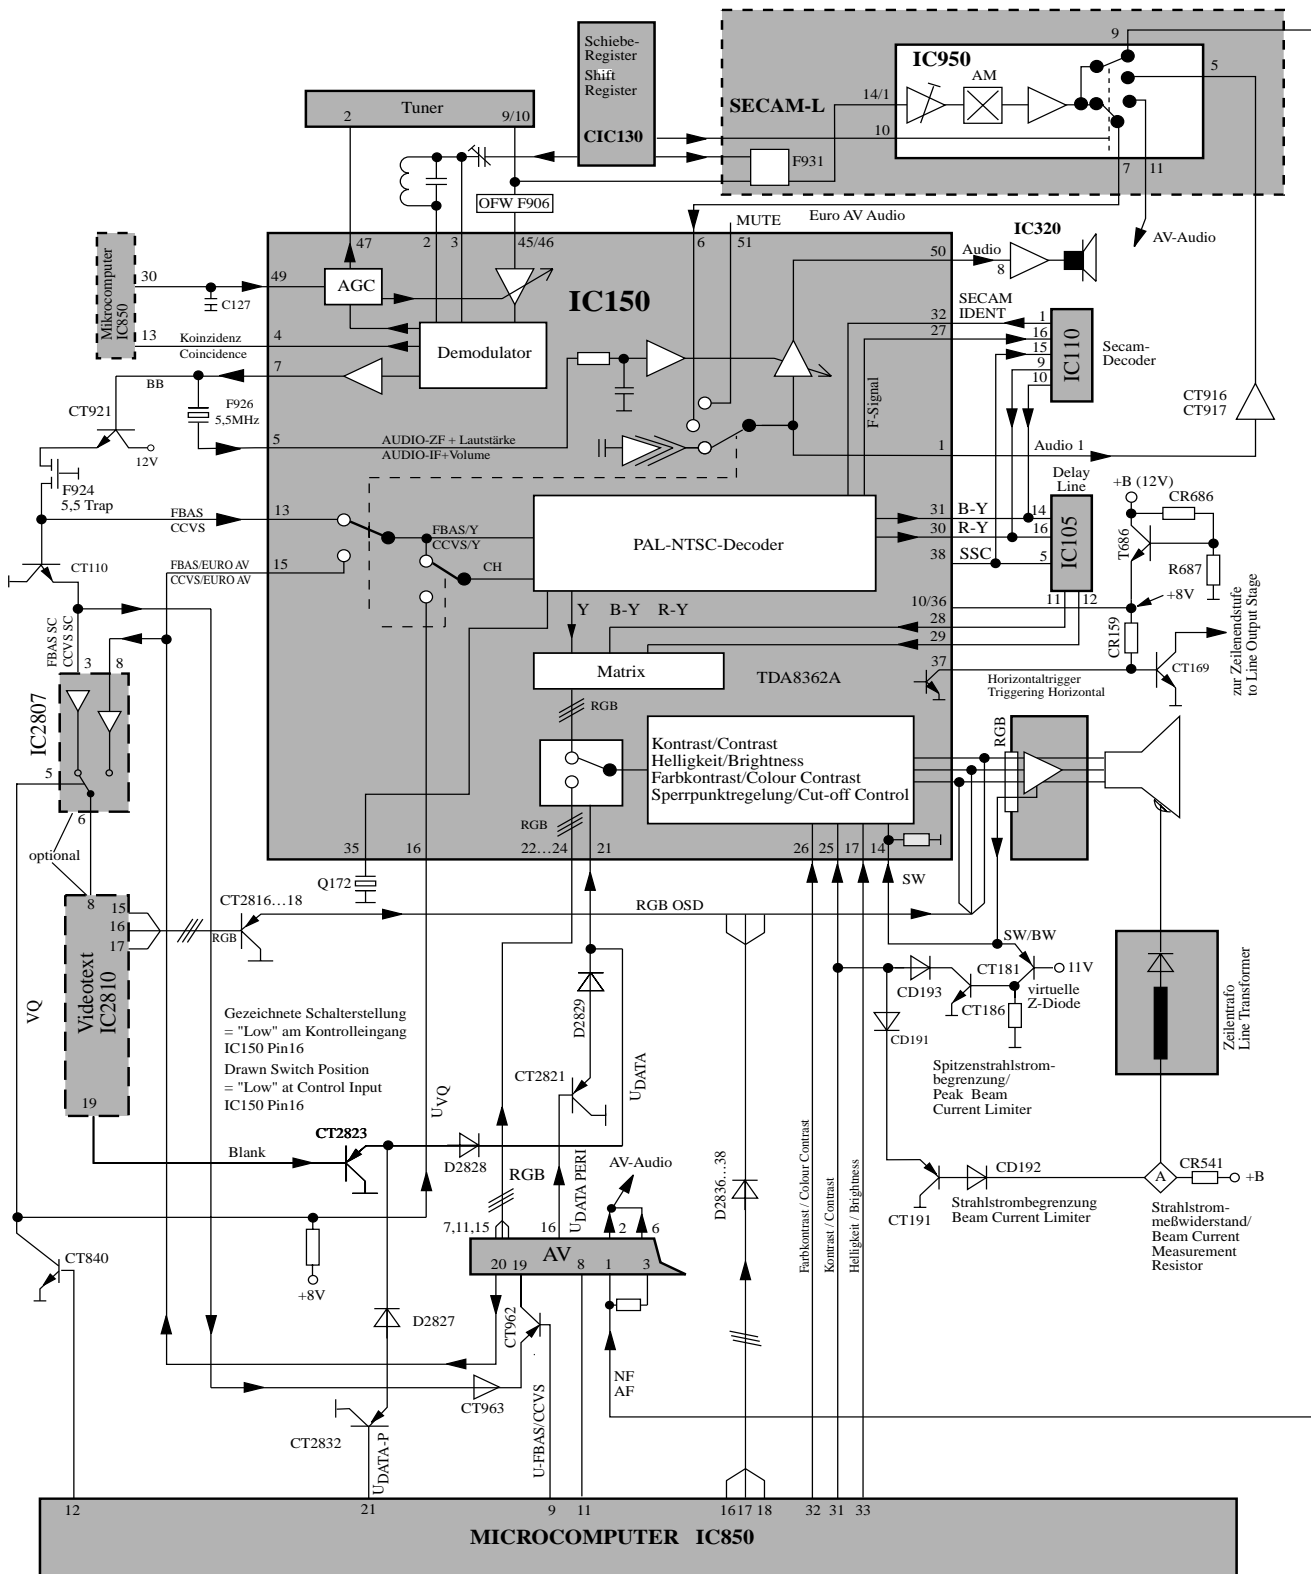 9
Schiebe-
Register
Shift
Register
CIC130
IC950
AM
5
SECAM-L
14/1
10
7
11
F931
Tuner
2
9/10
OFW F906
Euro AV Audio
MUTE
AV-Audio
IC320
Audio
8
47
2
3
45/46
6
51
50
Mikrocomputer
IC850
30
49
C127
AGC
IC150
13
Koinzidenz
Coincidence
4
Demodulator
7
BB
SECAM
IDENT
32
27
1
16
15
9
10
IC110
Secam-
Decoder
CT921
F926
5,5MHz
12V
5
AUDIO-ZF + Lautstärke
AUDIO-IF+Volume
F-Signal
1
Audio 1
CT916
CT917
F924
5,5 Trap
FBAS
CCVS
13
FBAS/Y
CCVS/Y
CH
PAL-NTSC-Decoder
31
B-Y
14
30
R-Y
16
38
SSC
5
Delay
Line
IC105
11
12
+B (12V)
CR686
T686
R687
+8V
CT110
FBAS/EURO AV
CCVS/EURO AV
15
Y
B-Y
R-Y
10/36
28
29
37
CR159
CT169
zur Zeilenendstufe
to Line Output Stage
FBAS SC
CCVS SC
3
8
IC2807
5
6
Matrix
TDA8362A
Horizontaltrigger
Triggering Horizontal
RGB
RGB
Kontrast/Contrast
Helligkeit/Brightness
Farbkontrast/Colour Contrast
Sperrpunktregelung/Cut-off Control
RGB
optional
35
16
22...24
21
26
25
17
14
SW
Q172
CT2816...18
8
15
16
17
RGB
Videotext
IC2810
19
RGB OSD
SW/BW
CT181
11V
virtuelle
Z-Diode
CD193
CT186
CD191
Spitzenstrahlstrom-
begrenzung/
Peak Beam
Current Limiter
Zeilentrafo
Line Transformer
VQ
Gezeichnete Schalterstellung
= "Low" am Kontrolleingang
IC150 Pin16
Drawn Switch Position
= "Low" at Control Input
IC150 Pin16
UVQ
D2829
CT2821
UDATA
Blank
CT2823
D2828
RGB
UDATA PERI
AV-Audio
D2836...38
Farbkontrast / Colour Contrast
Kontrast / Contrast
Helligkeit / Brightness
CD192
CT191
Strahlstrombegrenzung
Beam Current Limiter
A
CR541
+B
Strahlstrom-
meßwiderstand/
Beam Current
Measurement
Resistor
7,11,15
16
2
6
AV
20
19
8
1
3
CT840
+8V
D2827
CT962
CT963
NF
AF
CT2832
UDATA-P
U-FBAS/CCVS
12
21
9
11
16
17
18
32
31
33
MICROCOMPUTER IC850